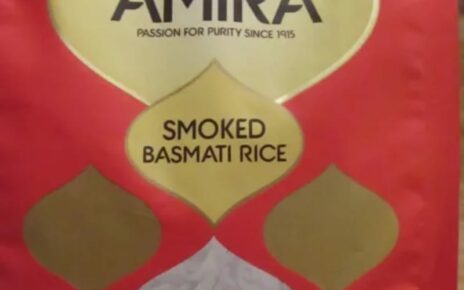 AMIRA
PASSION FOR PURITY SINCE 1915
SMOKED
BASMATI RICE